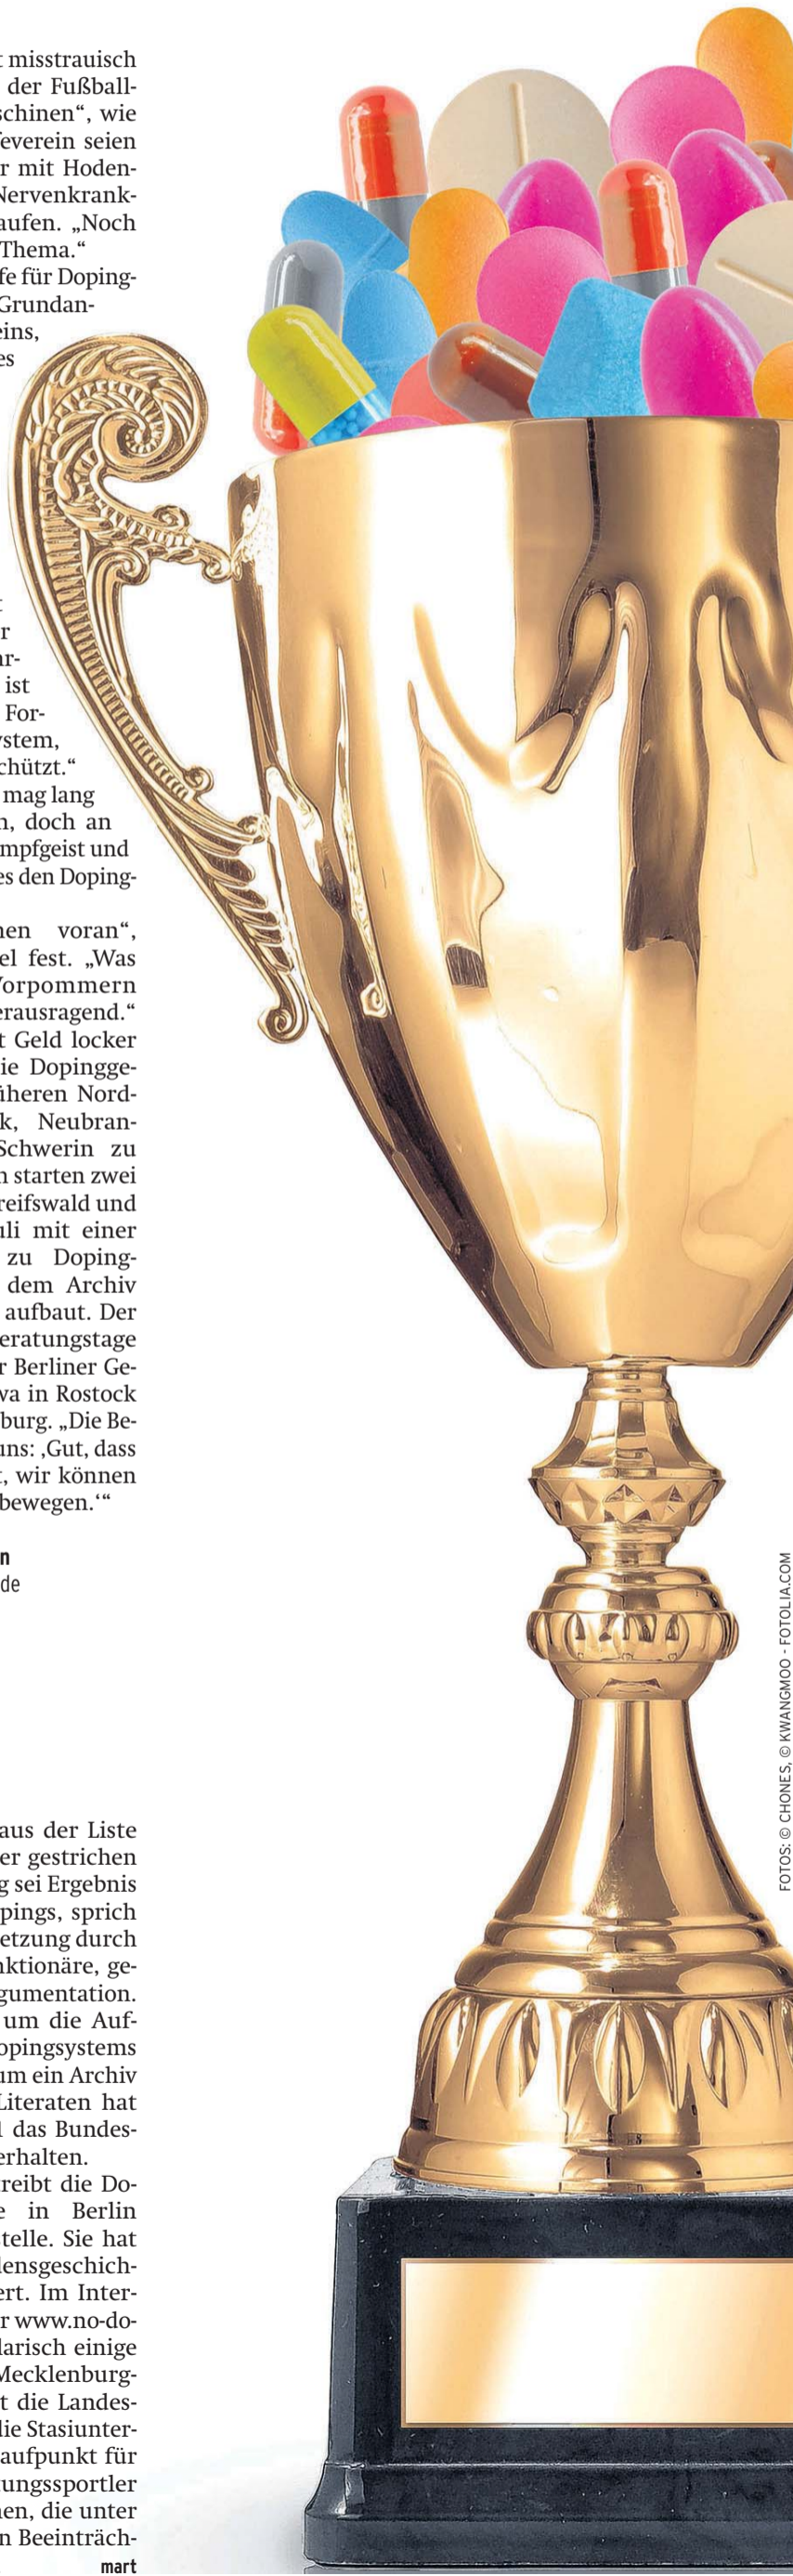 t misstrauisch
der Fußball-
schinen“, wie
feverein seien
r mit Hoden-
Nervenkrank-
aufen. „Noch
Thema.“
fe für Doping-
Grundan-
eins,
es
t
r
hr-
ist
For-
ystem,
chützt.“
mag lang
n, doch an
mpfgeist und
es den Doping-
nen voran“,
el fest. „Was
Vorpommern
erausragend.“
t Geld locker
ie Dopingge-
üheren Nord-
k, Neubran-
Schwerin zu
n starten zwei
reifswald und
uli mit einer
zu Doping-
dem Archiv
aufbaut. Der
eratungstage
r Berliner Ge-
wa in Rostock
burg. „Die Be-
uns: ‚Gut, dass
t, wir können
bewegen.‘“
n
de
aus der Liste
er gestrichen
g sei Ergebnis
pings, sprich
etzung durch
nktionäre, ge-
gumentation.
um die Auf-
opingsystems
um ein Archiv
Literaten hat
l das Bundes-
erhalten.
reibt die Do-
e in Berlin
telle. Sie hat
densgeschich-
ert. Im Inter-
r www.no-do-
larisch einige
Mecklenburg-
t die Landes-
die Stasiunter-
aufpunkt für
tungssportler
nen, die unter
n Beeinträch-
mart
FOTOS: © CHONES, © KWANGMOO - FOTOLIA.COM